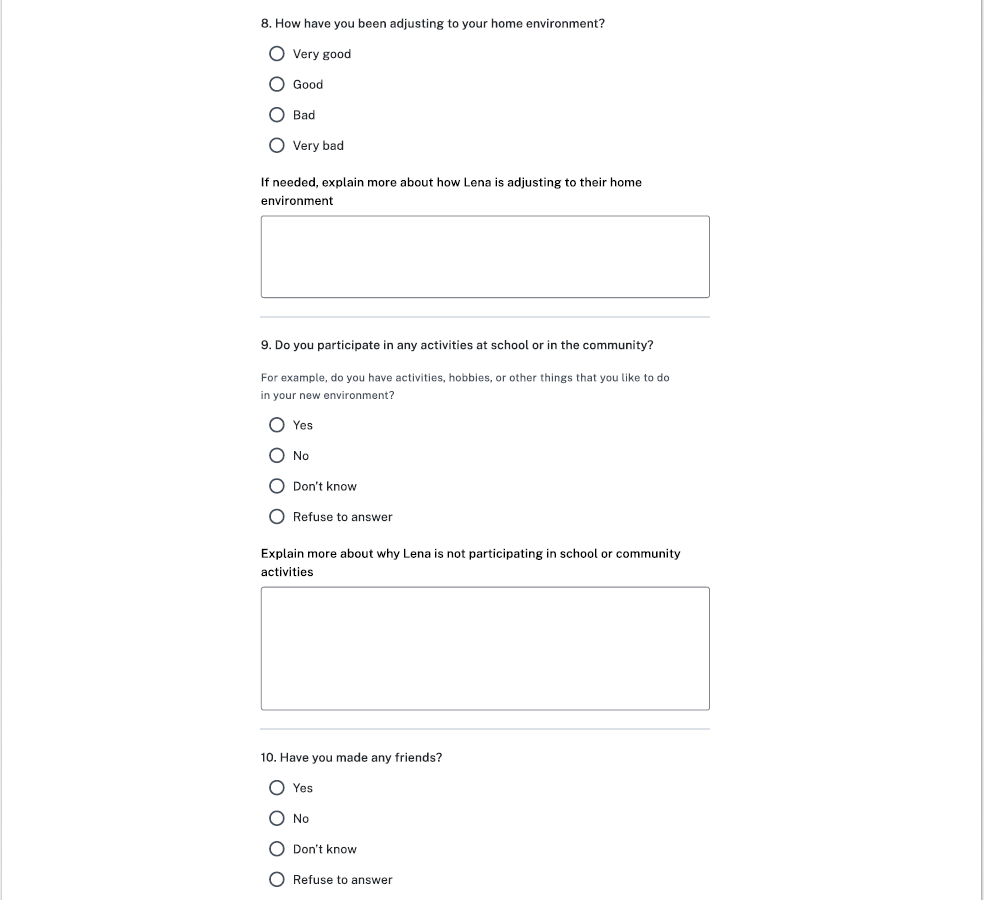 8. How have you been adjusting to your home environment?
Very good
Good
Bad
Very bad
If needed, explain more about how Lena is adjusting to their home
environment
9. Do you participate in any activities at school or in the community?
For example, do you have activities, hobbies, or other things that you like to do
in your new environment?
Yes
No
Don't know
Refuse to answer
Explain more about why Lena is not participating in school or community
activities
10. Have you made any friends?
Yes
No
Don't know
Refuse to answer